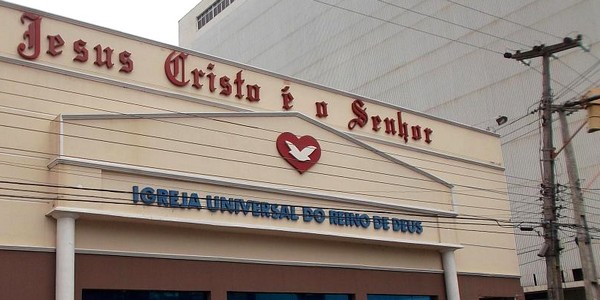 Jesus Cristo é o Senhor
IGREJA UNIVERSAL DO REINO DE DEUS